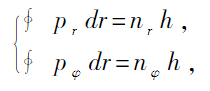 ∮ p_r dr = n_r h ,
∮ p_φ dr = n_φ h ,